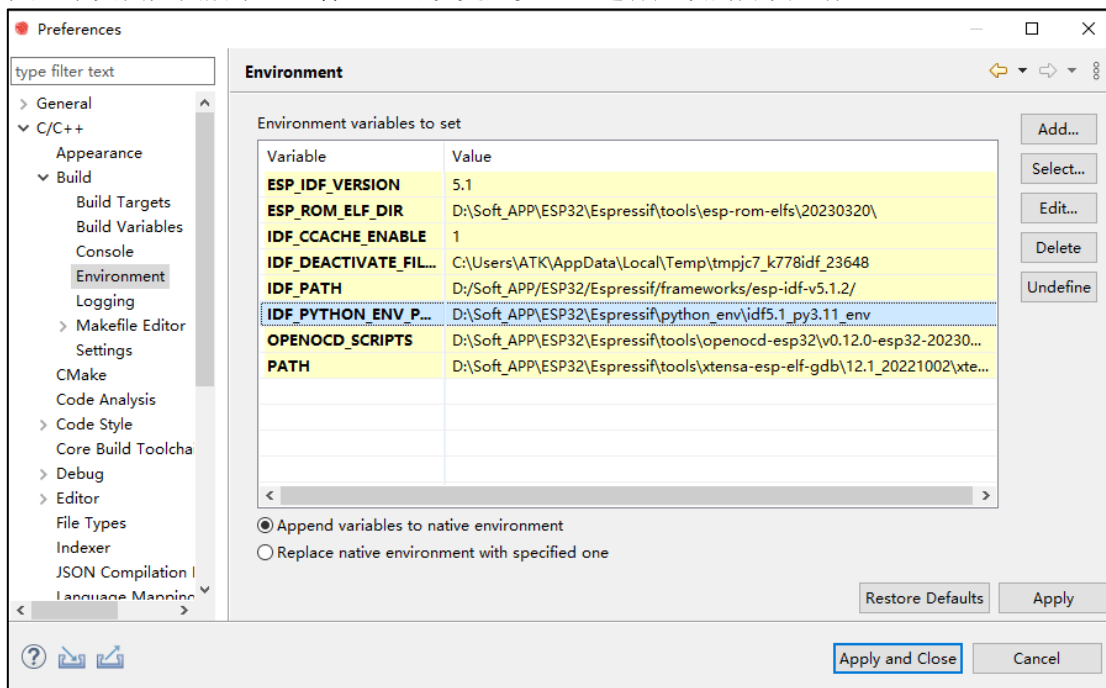 Preferences
type filter text
Environment
General
C/C++
Appearance
Build
Build Targets
Build Variables
Console
Environment
Logging
Makefile Editor
Settings
CMake
Code Analysis
Code Style
Core Build Toolcha
Debug
Editor
File Types
Indexer
JSON Compilation
Language Mapping
Environment variables to set
Variable Value
ESP_IDF_VERSION 5.1
ESP_ROM_ELF_DIR D:\Soft_APP\ESP32\Espressif\tools\esp-rom-elfs\20230320\
IDF_CCACHE_ENABLE 1
IDF_DEACTIVATE_FIL... C:\Users\ATK\AppData\Local\Temp\tmpjc7_k778idf_23648
IDF_PATH D:/Soft_APP/ESP32/Espressif/frameworks/esp-idf-v5.1.2/
IDF_PYTHON_ENV_P... D:\Soft_APP\ESP32\Espressif\python_env\idf5.1_py3.11_env
OPENOCD_SCRIPTS D:\Soft_APP\ESP32\Espressif\tools\openocd-esp32\v0.12.0-esp32-20230...
PATH D:\Soft_APP\ESP32\Espressif\tools\xtensa-esp-elf-gdb\12.1_20221002\xte...
Add...
Select...
Edit...
Delete
Undefine
Append variables to native environment
Replace native environment with specified one
Restore Defaults
Apply
Apply and Close
Cancel